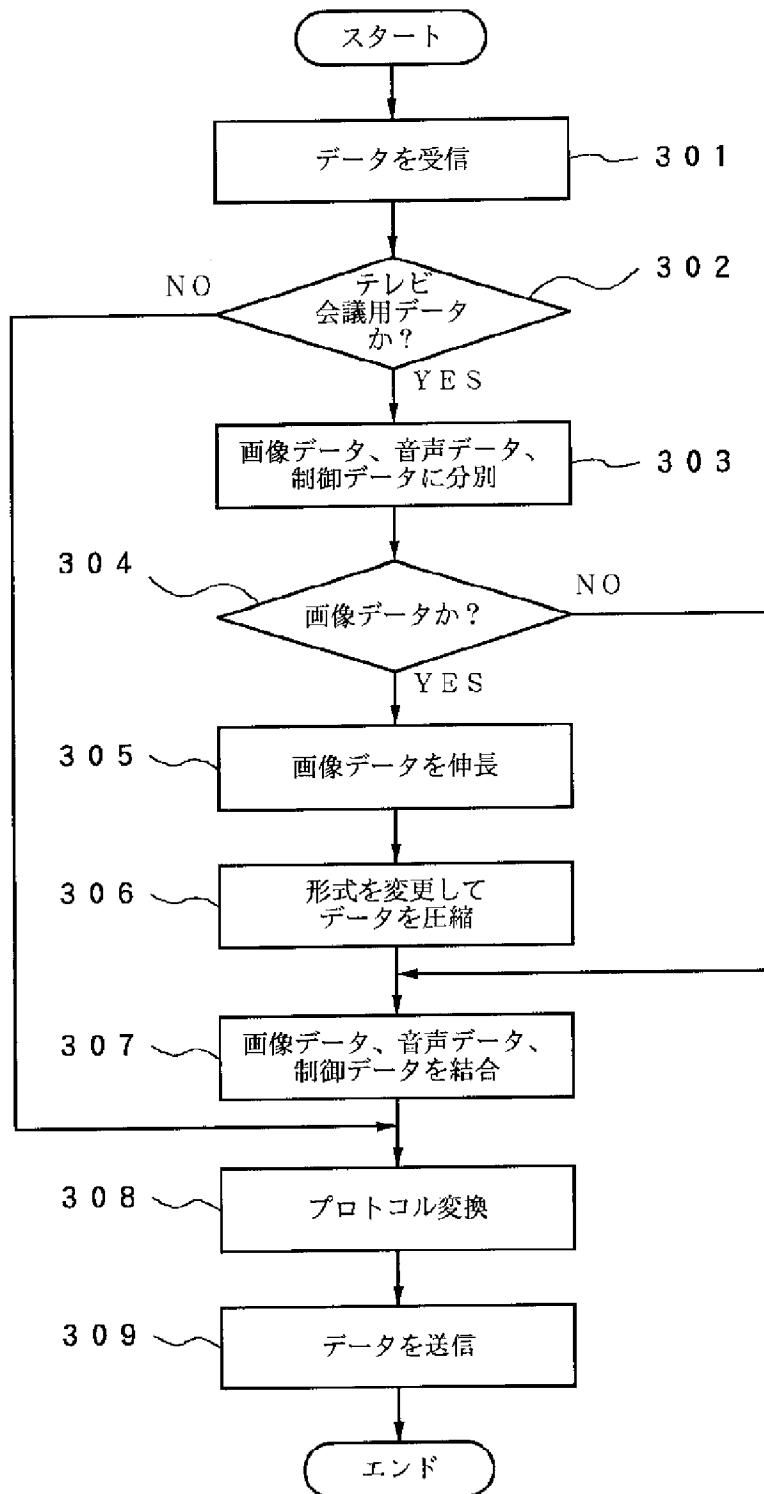 スタート
データを受信
301
テレビ
会議用データ
か?
302
NO
YES
画像データ、音声データ、
制御データに分別
303
304
画像データか?
NO
YES
305
画像データを伸長
306
形式を変更して
データを圧縮
307
画像データ、音声データ、
制御データを結合
308
プロトコル変換
309
データを送信
エンド